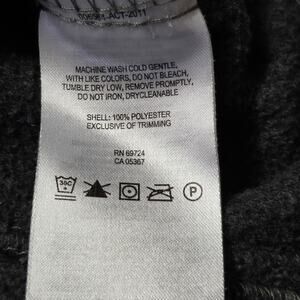 MACHINE WASH COLD GENTLE,
WITH LIKE COLORS, DO NOT BLEACH,
TUMBLE DRY LOW, REMOVE PROMPTLY,
DO NOT IRON, DRYCLEANABLE
SHELL: 100% POLYESTER
EXCLUSIVE OF TRIMMING
RN 69724
CA 05367
30C
P